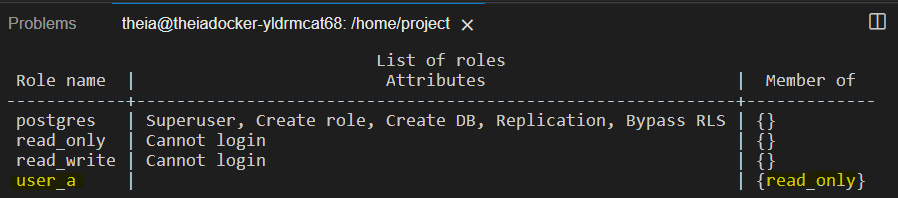 Problems theia@theiadocker-yldrmcat68: /home/project ×
List of roles
Role name | Attributes | Member of
------------+------------------------------------------------------------+-------------
postgres | Superuser, Create role, Create DB, Replication, Bypass RLS | {}
read_only | Cannot login | {}
read_write | Cannot login | {}
user_a | | {read_only}